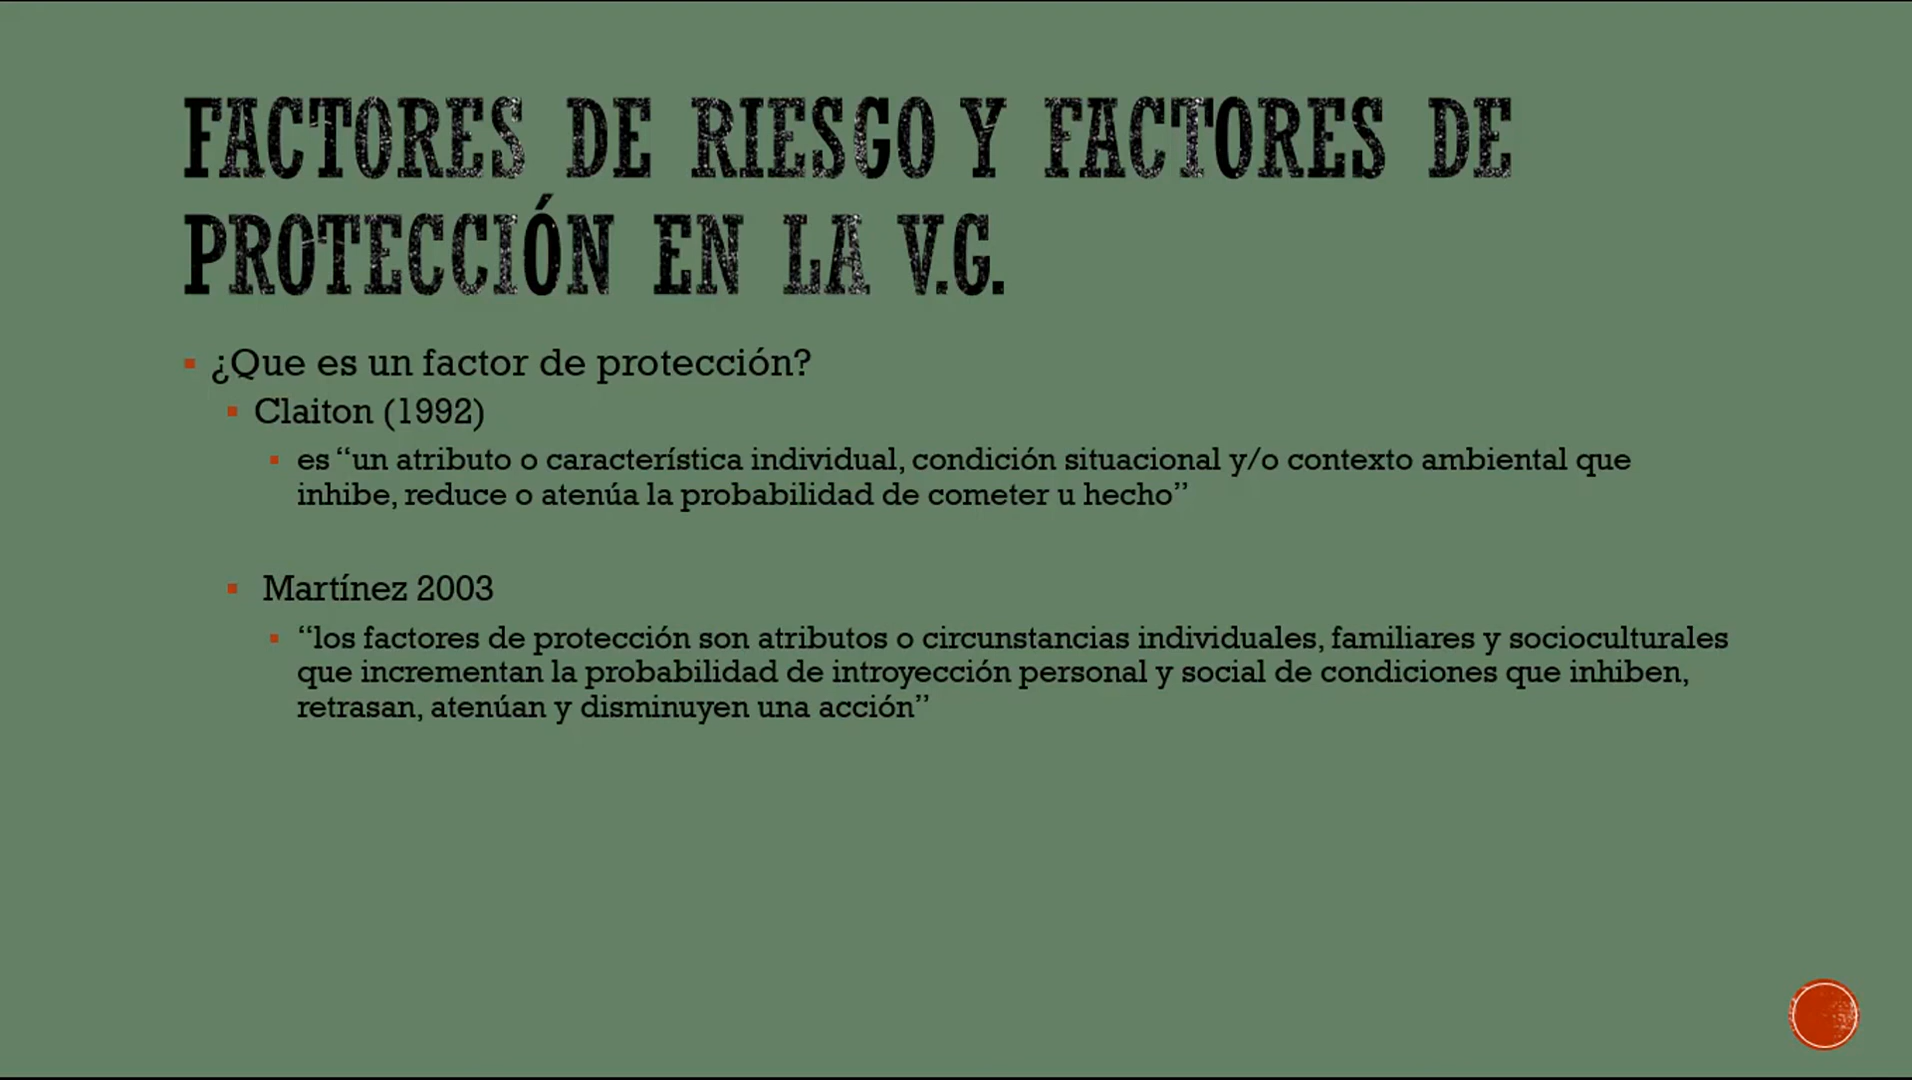 FACTORES DE RIESGO Y FACTORES DE
PROTECCIÓN EN LA V.G.
¿Que es un factor de protección?
Claiton (1992)
es “un atributo o característica individual, condición situacional y/o contexto ambiental que
inhibe, reduce o atenúa la probabilidad de cometer u hecho”
Martínez 2003
“los factores de protección son atributos o circunstancias individuales, familiares y socioculturales
que incrementan la probabilidad de introyección personal y social de condiciones que inhiben,
retrasan, atenúan y disminuyen una acción”